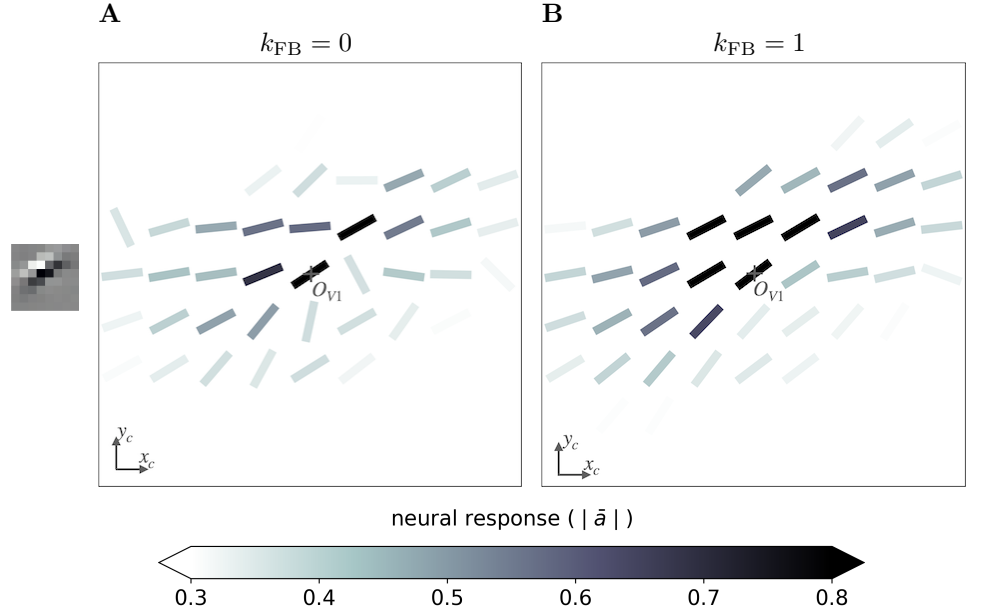 A
B
k_FB = 0
k_FB = 1
O_V1
O_V1
y_c
x_c
y_c
x_c
neural response ( | ā | )
0.3 0.4 0.5 0.6 0.7 0.8